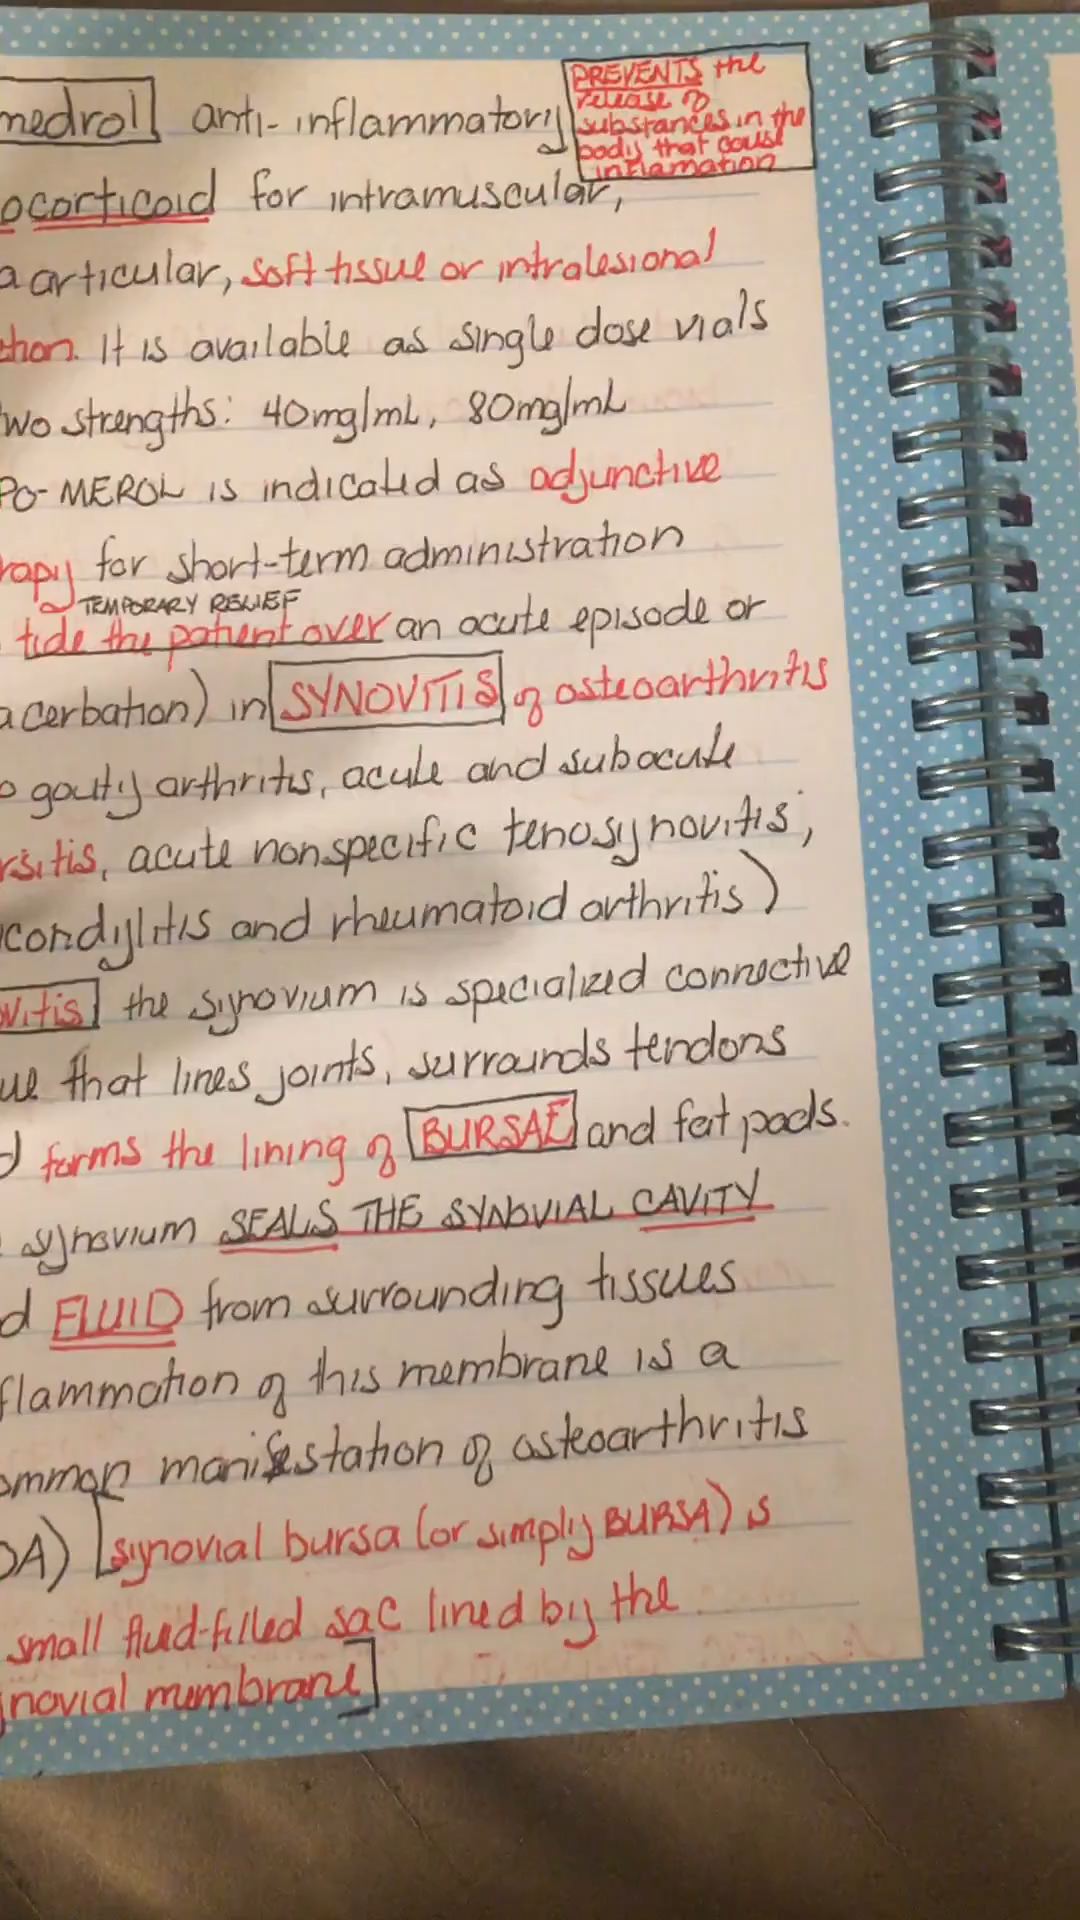 PREVENTS the
release of
substances in the
body that cause
inflamation
medrol anti-inflammatory
ocorticoid for intramuscular,
a articular, soft tissue or intralesional
tion. It is available as single dose vials
wo strengths: 40mg/mL, 80mg/mL
PO-MEROL is indicated as adjunctive
rapy for short-term administration
TEMPORARY RELIEF
tide the patient over an acute episode or
acerbation) in SYNOVITIS of osteoarthritis
o gouty arthritis, acute and subacute
rsitis, acute nonspecific tenosynovitis,
condylitis and rheumatoid arthritis)
vitis the synovium is specialized connective
ue that lines joints, surrounds tendons
d forms the lining of BURSAE and fat pads.
synovium SEALS THE SYNOVIAL CAVITY
d FLUID from surrounding tissues
flammation of this membrane is a
ommon manifestation of osteoarthritis
OA) [synovial bursa (or simply BURSA) is
small fluid-filled sac lined by the
ynovial membrane]